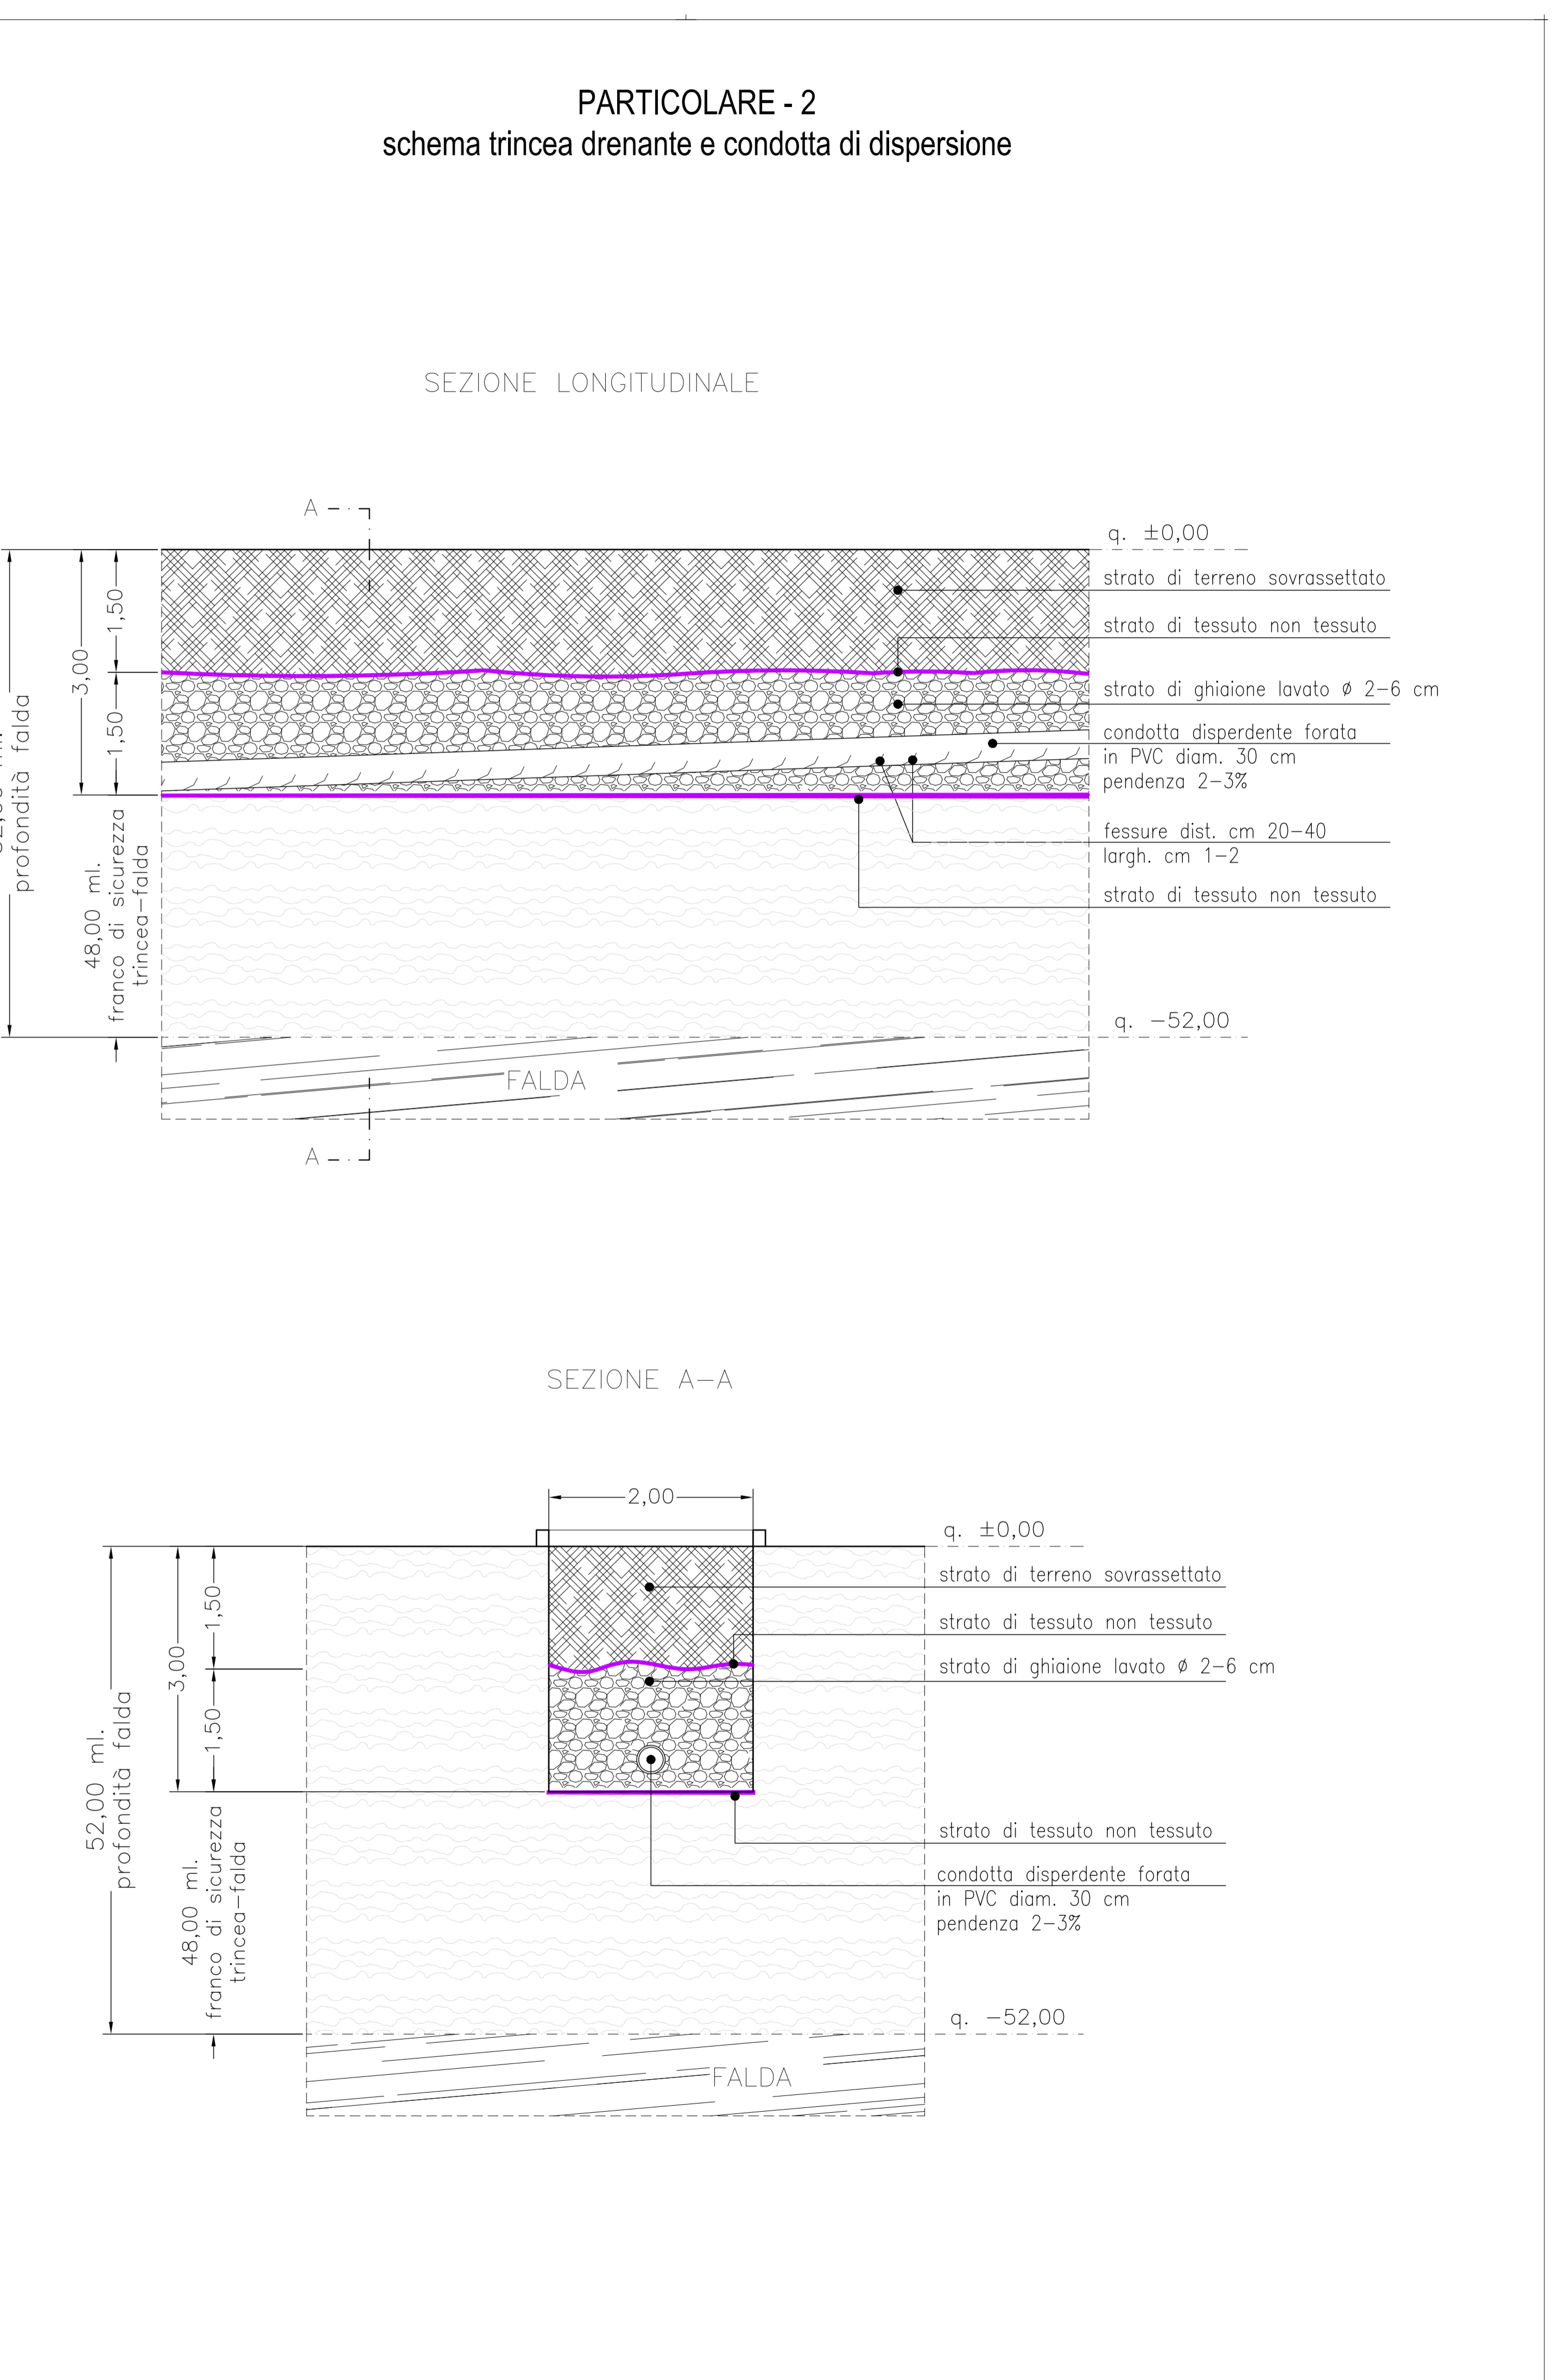 PARTICOLARE - 2
schema trincea drenante e condotta di dispersione
SEZIONE LONGITUDINALE
A
q. ±0,00
strato di terreno sovrassettato
strato di tessuto non tessuto
strato di ghiaione lavato ø 2-6 cm
condotta disperdente forata
in PVC diam. 30 cm
pendenza 2-3%
fessure dist. cm 20-40
largh. cm 1-2
strato di tessuto non tessuto
q. -52,00
1,50
3,00
1,50
profondità falda
48,00 ml.
franco di sicurezza
trincea-falda
FALDA
A
SEZIONE A-A
2,00
q. ±0,00
strato di terreno sovrassettato
strato di tessuto non tessuto
strato di ghiaione lavato ø 2-6 cm
strato di tessuto non tessuto
condotta disperdente forata
in PVC diam. 30 cm
pendenza 2-3%
q. -52,00
1,50
3,00
1,50
52,00 ml.
profondità falda
48,00 ml.
franco di sicurezza
trincea-falda
FALDA